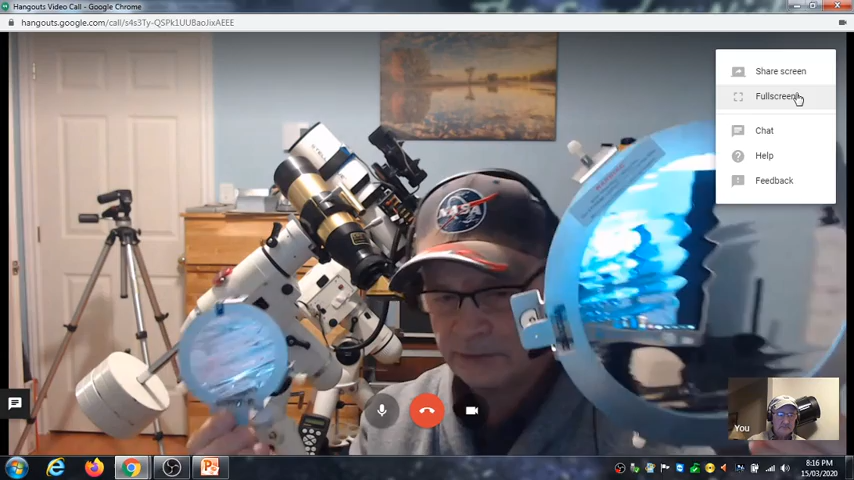 Hangouts Video Call - Google Chrome
hangouts.google.com/call/s4s3Ty-QSPk1UUBaoJixAEEE
Share screen
Fullscreen
Chat
Help
Feedback
NASA
You
8:16 PM
15/03/2020